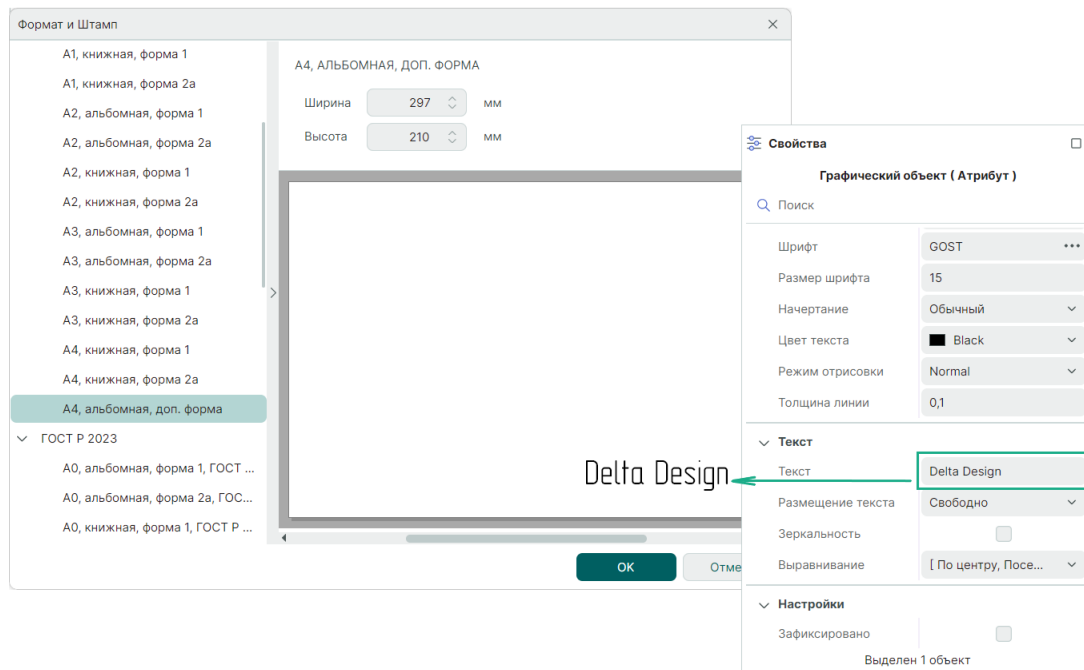 Формат и Штамп
А1, книжная, форма 1
А1, книжная, форма 2а
А2, альбомная, форма 1
А2, альбомная, форма 2а
А2, книжная, форма 1
А2, книжная, форма 2а
А3, альбомная, форма 1
А3, альбомная, форма 2а
А3, книжная, форма 1
А3, книжная, форма 2а
А4, книжная, форма 1
А4, книжная, форма 2а
А4, альбомная, доп. форма
ГОСТ Р 2023
А0, альбомная, форма 1, ГОСТ ...
А0, альбомная, форма 2а, ГОС...
А0, книжная, форма 1, ГОСТ Р ...
А4, АЛЬБОМНАЯ, ДОП. ФОРМА
Ширина 297 мм
Высота 210 мм
Delta Design
ОК Отме
Свойства
Графический объект ( Атрибут )
Поиск
Шрифт GOST ...
Размер шрифта 15
Начертание Обычный
Цвет текста Black
Режим отрисовки Normal
Толщина линии 0,1
Текст
Текст Delta Design
Размещение текста Свободно
Зеркальность
Выравнивание [ По центру, Посе...
Настройки
Зафиксировано
Выделен 1 объект